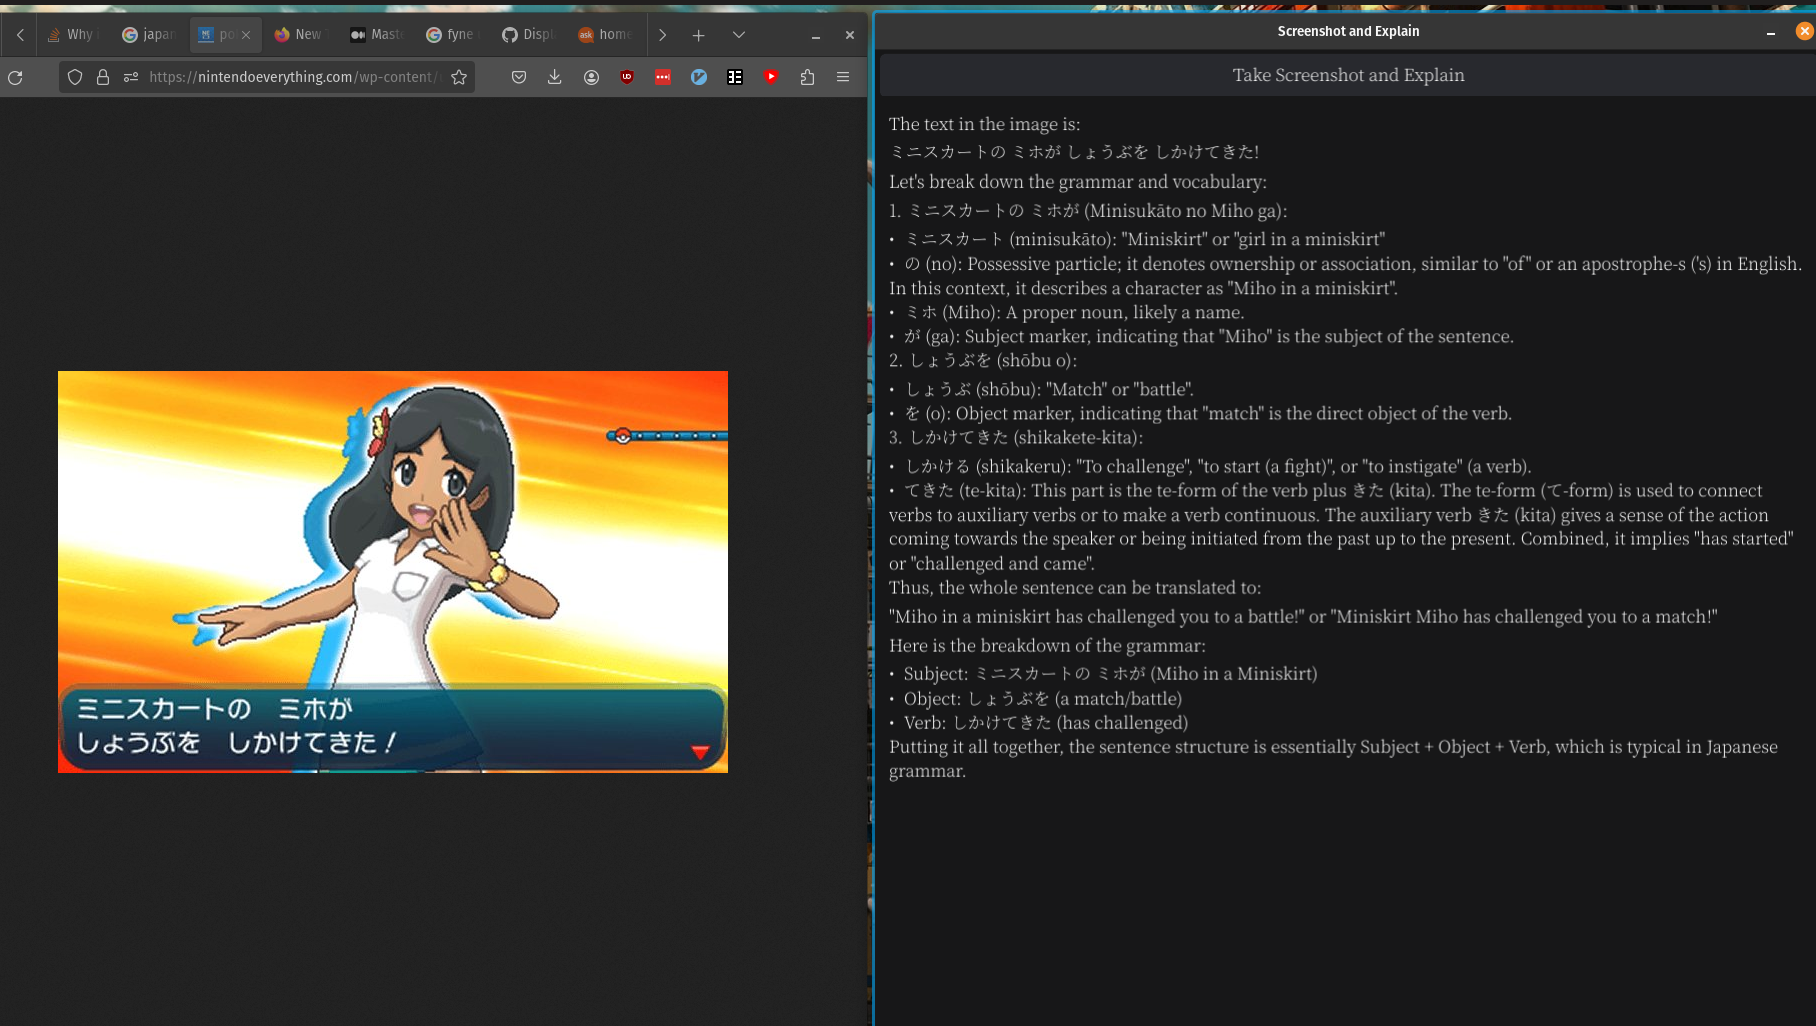 Why
japan
po
New
Maste
fyne
Displ
ask
home
https://nintendoeverything.com/wp-content/
ミニスカートの　ミホが
しょうぶを　しかけてきた！
Screenshot and Explain
Take Screenshot and Explain
The text in the image is:
ミニスカートの ミホが しょうぶを しかけてきた!
Let's break down the grammar and vocabulary:
1. ミニスカートの ミホが (Minisukāto no Miho ga):
• ミニスカート (minisukāto): "Miniskirt" or "girl in a miniskirt"
• の (no): Possessive particle; it denotes ownership or association, similar to "of" or an apostrophe-s ('s) in English.
In this context, it describes a character as "Miho in a miniskirt".
• ミホ (Miho): A proper noun, likely a name.
• が (ga): Subject marker, indicating that "Miho" is the subject of the sentence.
2. しょうぶを (shōbu o):
• しょうぶ (shōbu): "Match" or "battle".
• を (o): Object marker, indicating that "match" is the direct object of the verb.
3. しかけてきた (shikakete-kita):
• しかける (shikakeru): "To challenge", "to start (a fight)", or "to instigate" (a verb).
• てきた (te-kita): This part is the te-form of the verb plus きた (kita). The te-form (て-form) is used to connect
verbs to auxiliary verbs or to make a verb continuous. The auxiliary verb きた (kita) gives a sense of the action
coming towards the speaker or being initiated from the past up to the present. Combined, it implies "has started"
or "challenged and came".
Thus, the whole sentence can be translated to:
"Miho in a miniskirt has challenged you to a battle!" or "Miniskirt Miho has challenged you to a match!"
Here is the breakdown of the grammar:
• Subject: ミニスカートの ミホが (Miho in a Miniskirt)
• Object: しょうぶを (a match/battle)
• Verb: しかけてきた (has challenged)
Putting it all together, the sentence structure is essentially Subject + Object + Verb, which is typical in Japanese
grammar.